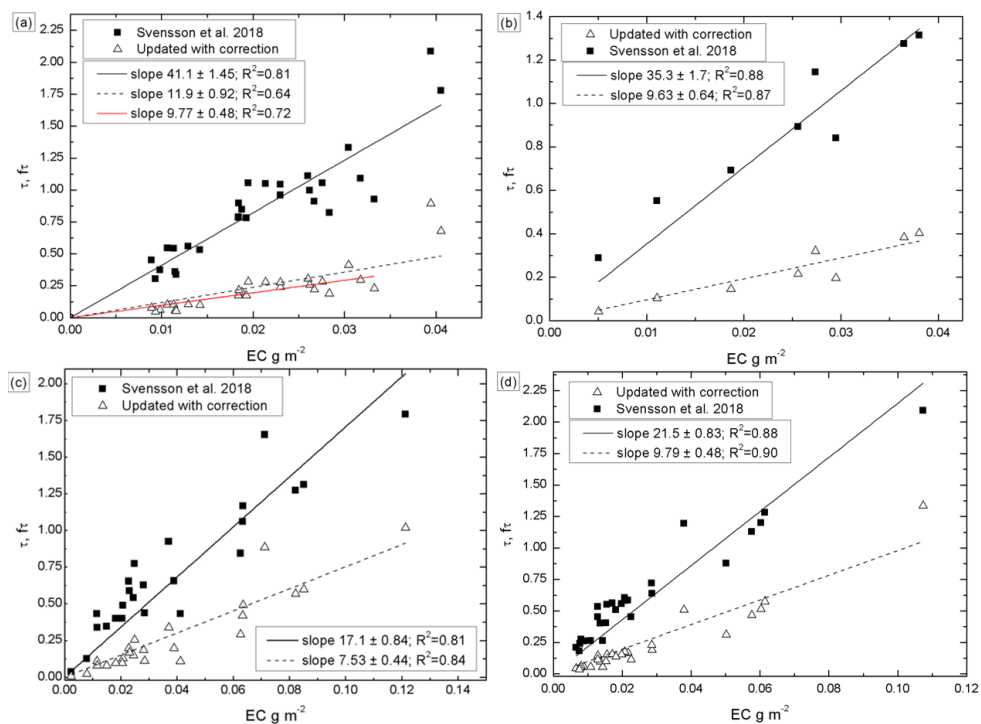 (a)
Svensson et al. 2018
Updated with correction
slope 41.1 ± 1.45; R²=0.81
slope 11.9 ± 0.92; R²=0.64
slope 9.77 ± 0.48; R²=0.72
2.25
2.00
1.75
1.50
1.25
1.00
0.75
0.50
0.25
0.00
τ, fτ
0.00
0.01
0.02
0.03
0.04
EC g m⁻²
(b)
Updated with correction
Svensson et al. 2018
slope 35.3 ± 1.7; R²=0.88
slope 9.63 ± 0.64; R²=0.87
1.4
1.2
1.0
0.8
0.6
0.4
0.2
0.0
τ, fτ
0.00
0.01
0.02
0.03
0.04
EC g m⁻²
(c)
Svensson et al. 2018
Updated with correction
2.00
1.75
1.50
1.25
1.00
0.75
0.50
0.25
0.00
τ, fτ
slope 17.1 ± 0.84; R²=0.81
slope 7.53 ± 0.44; R²=0.84
0.00
0.02
0.04
0.06
0.08
0.10
0.12
0.14
EC g m⁻²
(d)
Updated with correction
Svensson et al. 2018
slope 21.5 ± 0.83; R²=0.88
slope 9.79 ± 0.48; R²=0.90
2.25
2.00
1.75
1.50
1.25
1.00
0.75
0.50
0.25
0.00
τ, fτ
0.00
0.02
0.04
0.06
0.08
0.10
0.12
EC g m⁻²